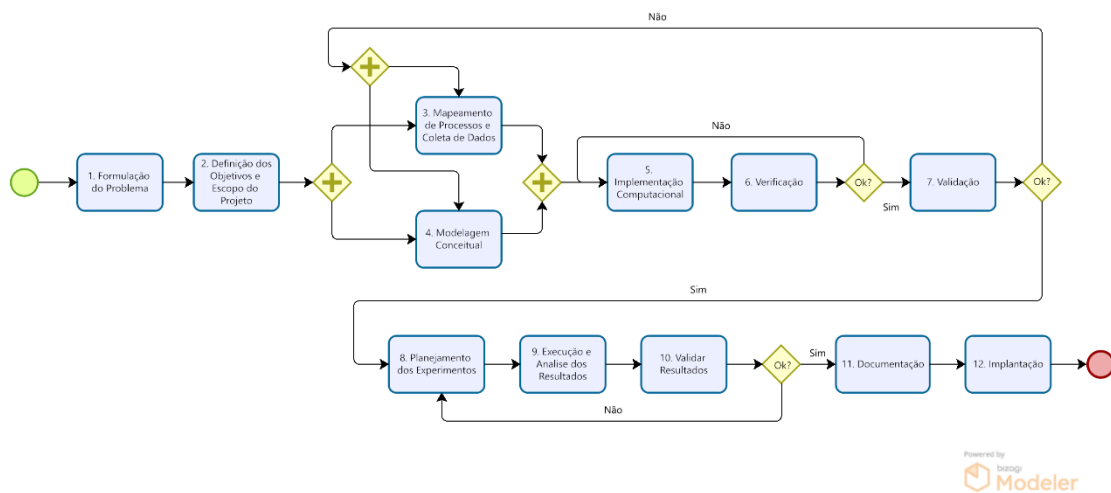 Não
3. Mapeamento
de Processos e
Coleta de Dados
Não
1. Formulação
do Problema
2. Definição dos
Objetivos e
Escopo do
Projeto
5.
Implementação
Computacional
6. Verificação
Ok?
7. Validação
Ok?
Sim
4. Modelagem
Conceitual
Sim
8. Planejamento
dos Experimentos
9. Execução e
Analise dos
Resultados
10. Validar
Resultados
Ok?
Sim
11. Documentação
12. Implantação
Não
Powered by
bizagi
Modeler